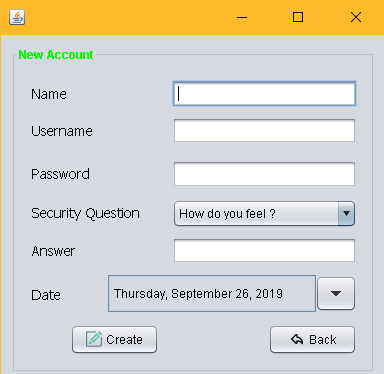 New Account
Name
Username
Password
Security Question How do you feel ?
Answer
Date Thursday, September 26, 2019
Create Back